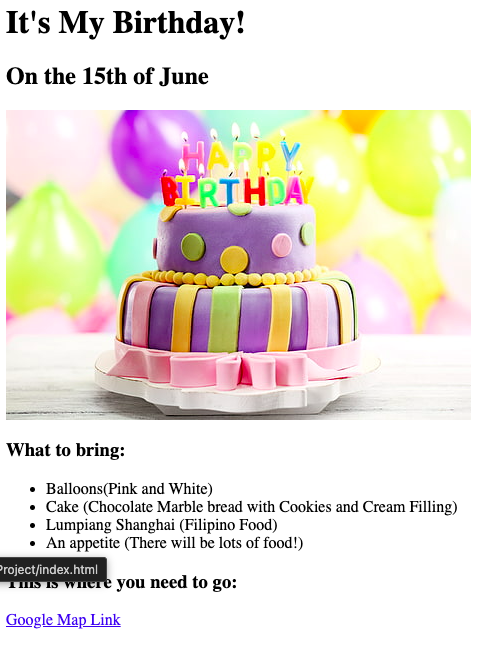 It's My Birthday!
On the 15th of June
HAPPY
BIRTHDAY
What to bring:
Balloons(Pink and White)
Cake (Chocolate Marble bread with Cookies and Cream Filling)
Lumpiang Shanghai (Filipino Food)
An appetite (There will be lots of food!)
Project/index.html
This is where you need to go:
Google Map Link